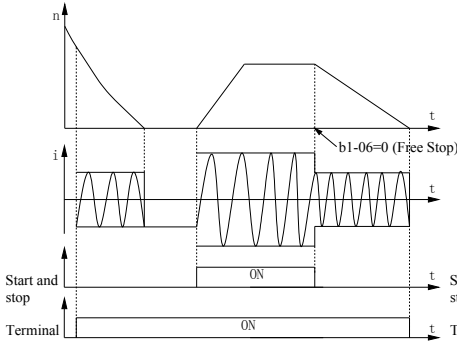 n
t
b1-06=0 (Free Stop)
i
t
Start and
stop
ON
t
Terminal
ON
t